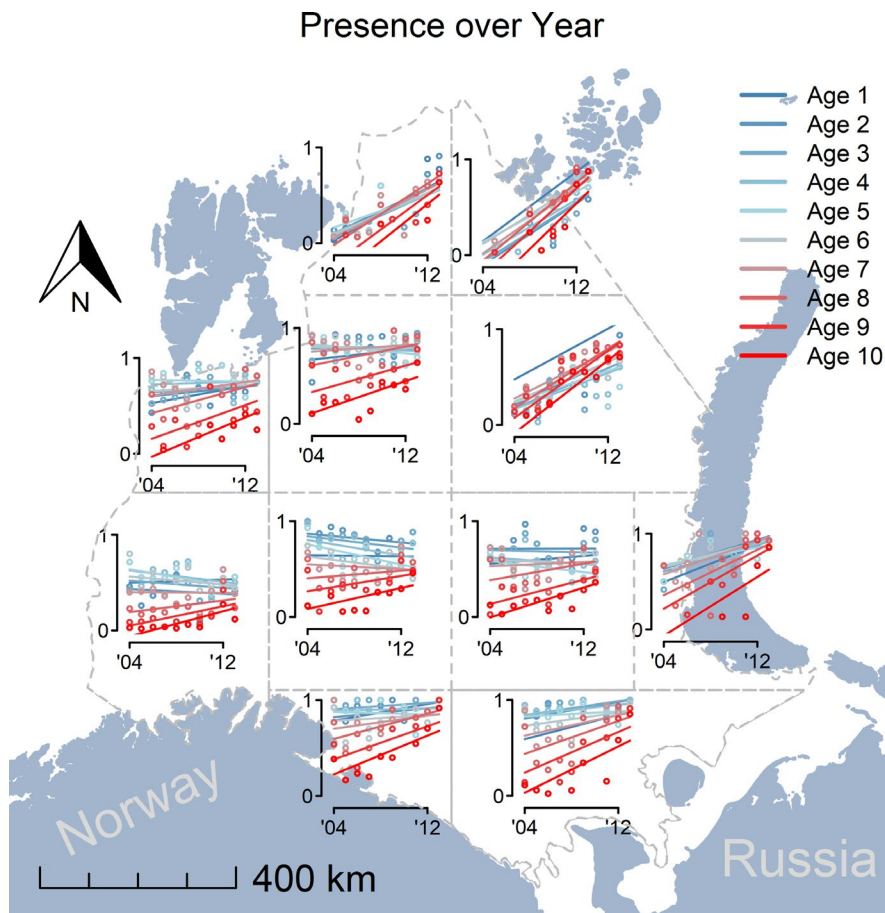 Presence over Year
Age 1
Age 2
Age 3
Age 4
Age 5
Age 6
Age 7
Age 8
Age 9
Age 10
N
1
0
'04 '12
1
0
'04 '12
1
0
'04 '12
1
0
'04 '12
1
0
'04 '12
1
0
'04 '12
1
0
'04 '12
1
0
'04 '12
1
0
'04 '12
1
0
'04 '12
1
0
'04 '12
Norway
Russia
400 km